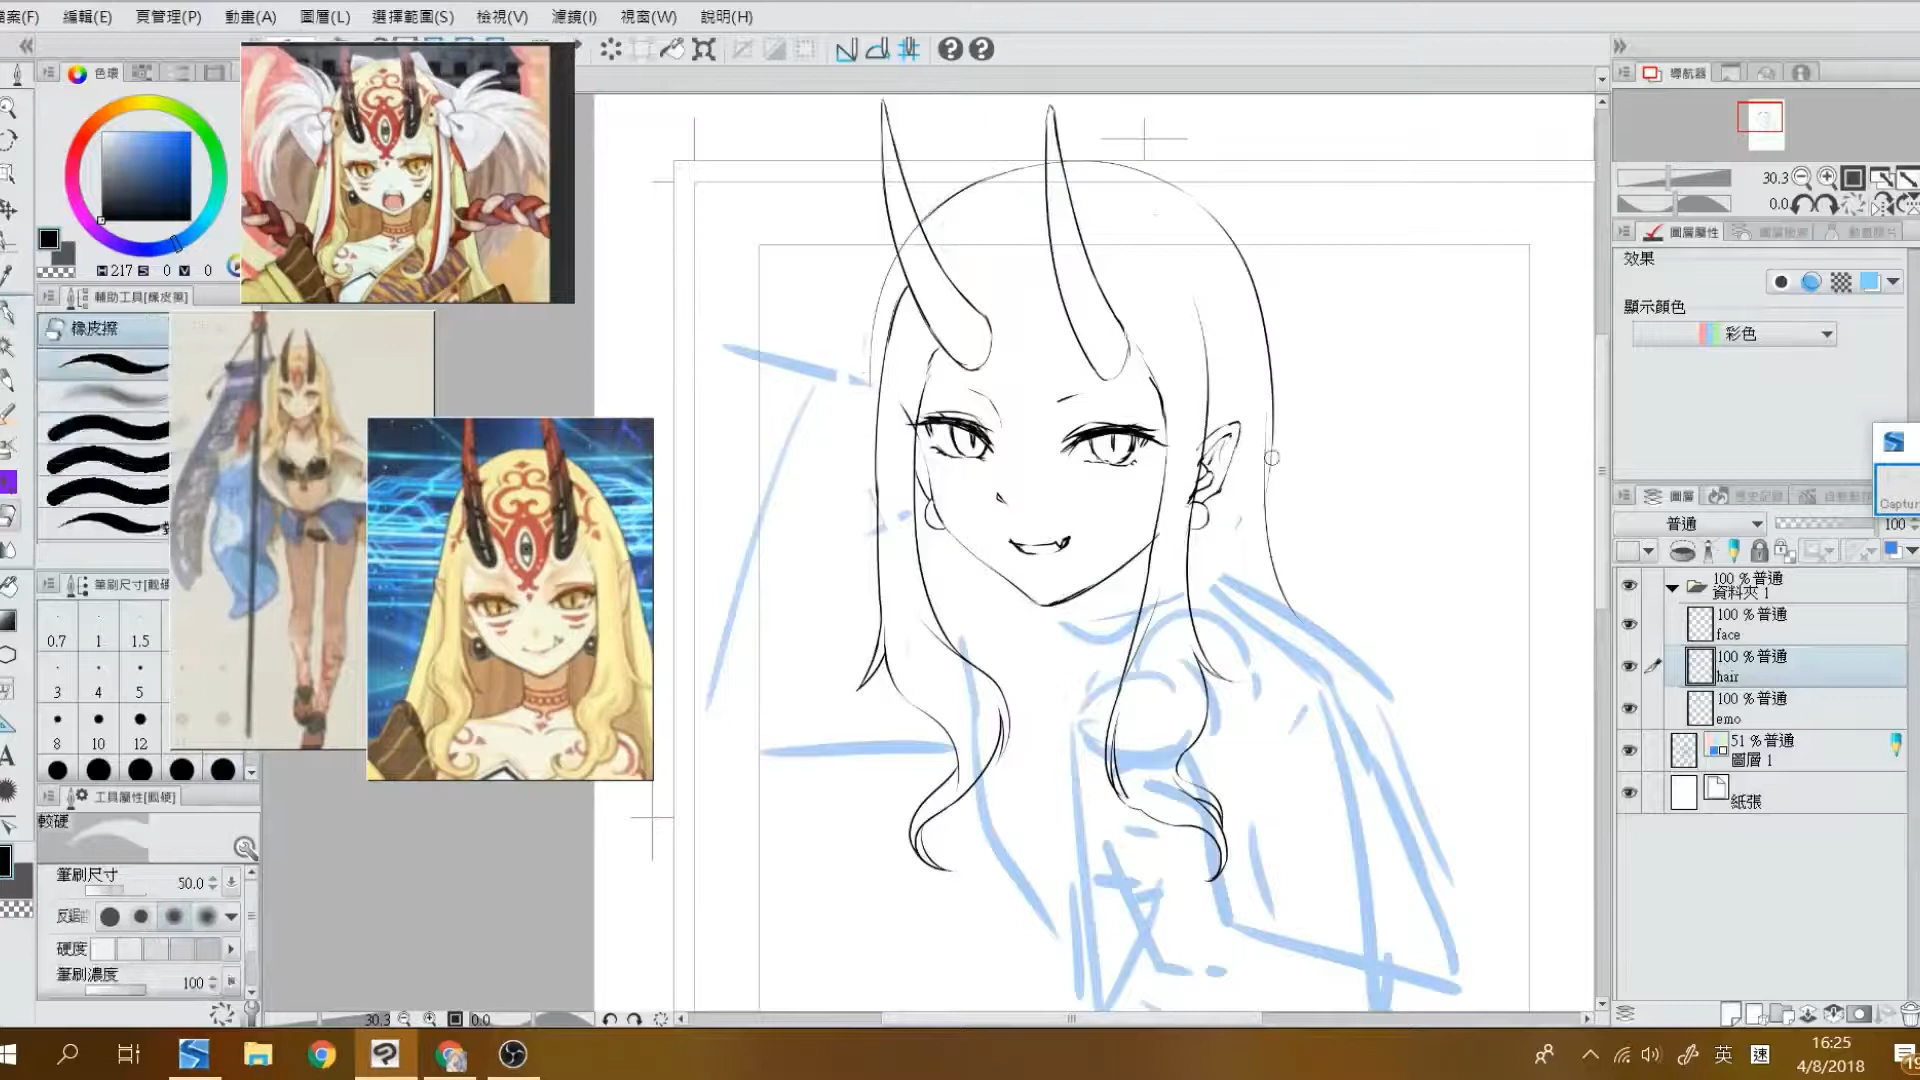 檔案(F) 編輯(E) 頁管理(P) 動畫(A) 圖層(L) 選擇範圍(S) 檢視(V) 濾鏡(I) 視窗(W) 說明(H)
色環
H 217 S 0 V 0
輔助工具[橡皮擦]
橡皮擦
筆刷尺寸[較硬
0.7 1 1.5
3 4 5
8 10 12
工具屬性[較硬]
較硬
筆刷尺寸 50.0
硬度
筆刷濃度 100
30.3 0.0
導航器
30.3
0.0
圖層屬性
效果
顯示顏色
彩色
圖層
普通 100
Captur
100 %普通
資料夾 1
100 %普通
face
100 %普通
hair
100 %普通
emo
51 %普通
圖層 1
紙張
英 速
16:25
4/8/2018
19